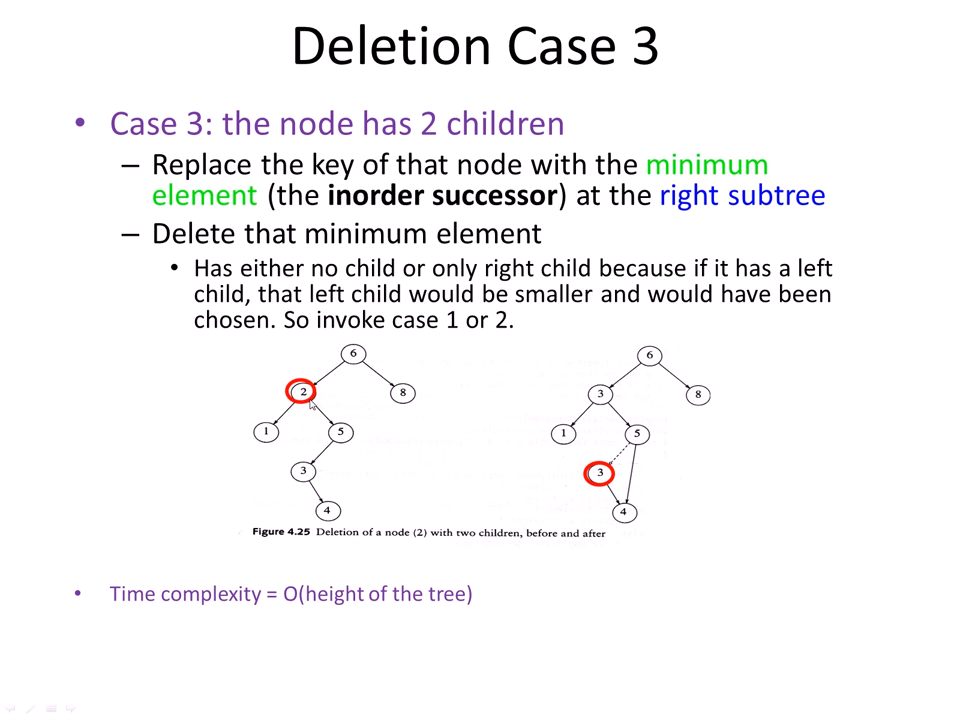 Deletion Case 3
• Case 3: the node has 2 children
– Replace the key of that node with the minimum
element (the inorder successor) at the right subtree
– Delete that minimum element
• Has either no child or only right child because if it has a left
child, that left child would be smaller and would have been
chosen. So invoke case 1 or 2.
6 6
2 8 3 8
1 5 1 5
3 3
4 4
Figure 4.25 Deletion of a node (2) with two children, before and after
• Time complexity = O(height of the tree)